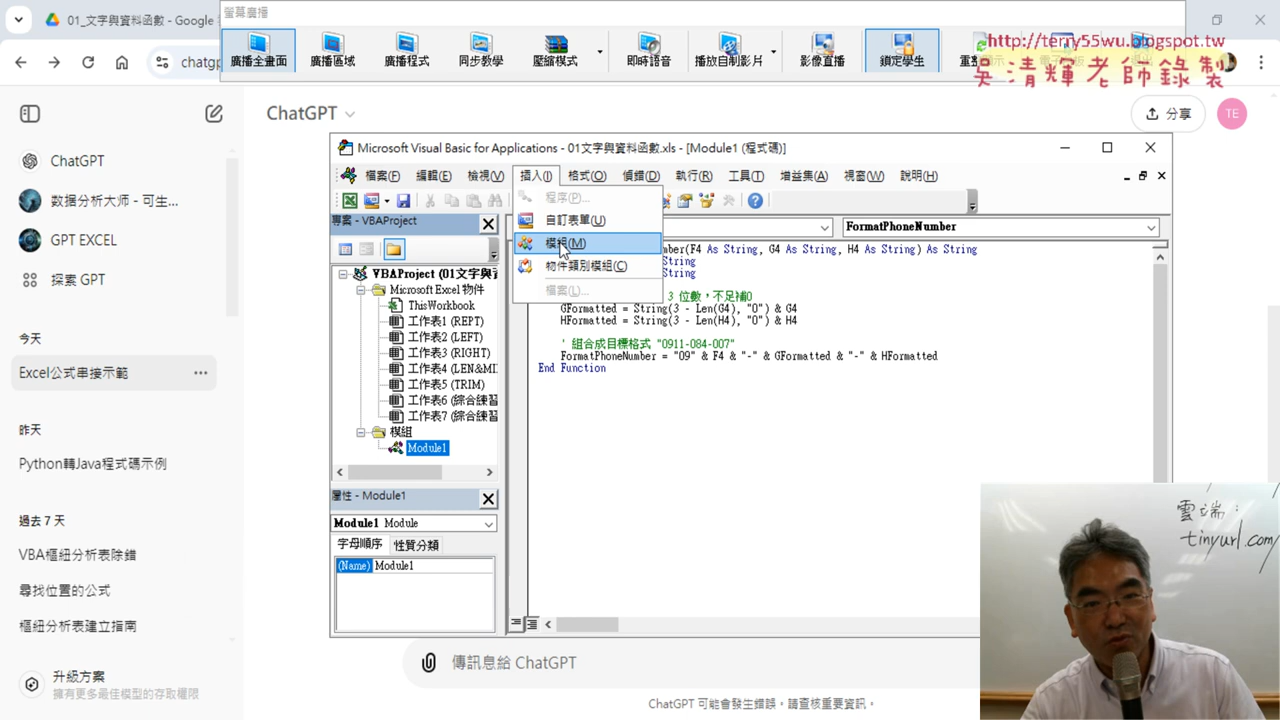 01_文字與資料函數 - Google
螢幕廣播
廣播全畫面
廣播區域
廣播程式
同步教學
壓縮模式
即時語音
播放自制影片
影像直播
鎖定學生
http://terry55wu.blogspot.tw
吳清輝老師錄製
chatgp
ChatGPT
分享
TE
ChatGPT
数据分析大师 - 可生...
GPT EXCEL
探索 GPT
今天
Excel公式串接示範
昨天
Python轉Java程式碼示例
過去 7 天
VBA樞紐分析表除錯
尋找位置的公式
樞紐分析表建立指南
升級方案
擁有更多最佳模型的存取權限
Microsoft Visual Basic for Applications - 01文字與資料函數.xls - [Module1 (程式碼)]
檔案(F) 編輯(E) 檢視(V) 插入(I) 格式(O) 偵錯(D) 執行(R) 工具(T) 增益集(A) 視窗(W) 說明(H)
程序(P)...
自訂表單(U)
模組(M)
物件類別模組(C)
檔案(L)...
專案 - VBAProject
VBAProject (01文字與資
Microsoft Excel 物件
ThisWorkbook
工作表1 (REPT)
工作表2 (LEFT)
工作表3 (RIGHT)
工作表4 (LEN&MI
工作表5 (TRIM)
工作表6 (綜合練習
工作表7 (綜合練習
模組
Module1
屬性 - Module1
Module1 Module
字母順序 性質分類
(Name) Module1
FormatPhoneNumber
mber(F4 As String, G4 As String, H4 As String) As String
String
String
3 位數，不足補0
GFormatted = String(3 - Len(G4), "0") & G4
HFormatted = String(3 - Len(H4), "0") & H4
' 組合成目標格式 "0911-084-007"
FormatPhoneNumber = "09" & F4 & "-" & GFormatted & "-" & HFormatted
End Function
傳訊息給 ChatGPT
ChatGPT 可能會發生錯誤。請查核重要資訊。
雲端：
tinyurl.com/